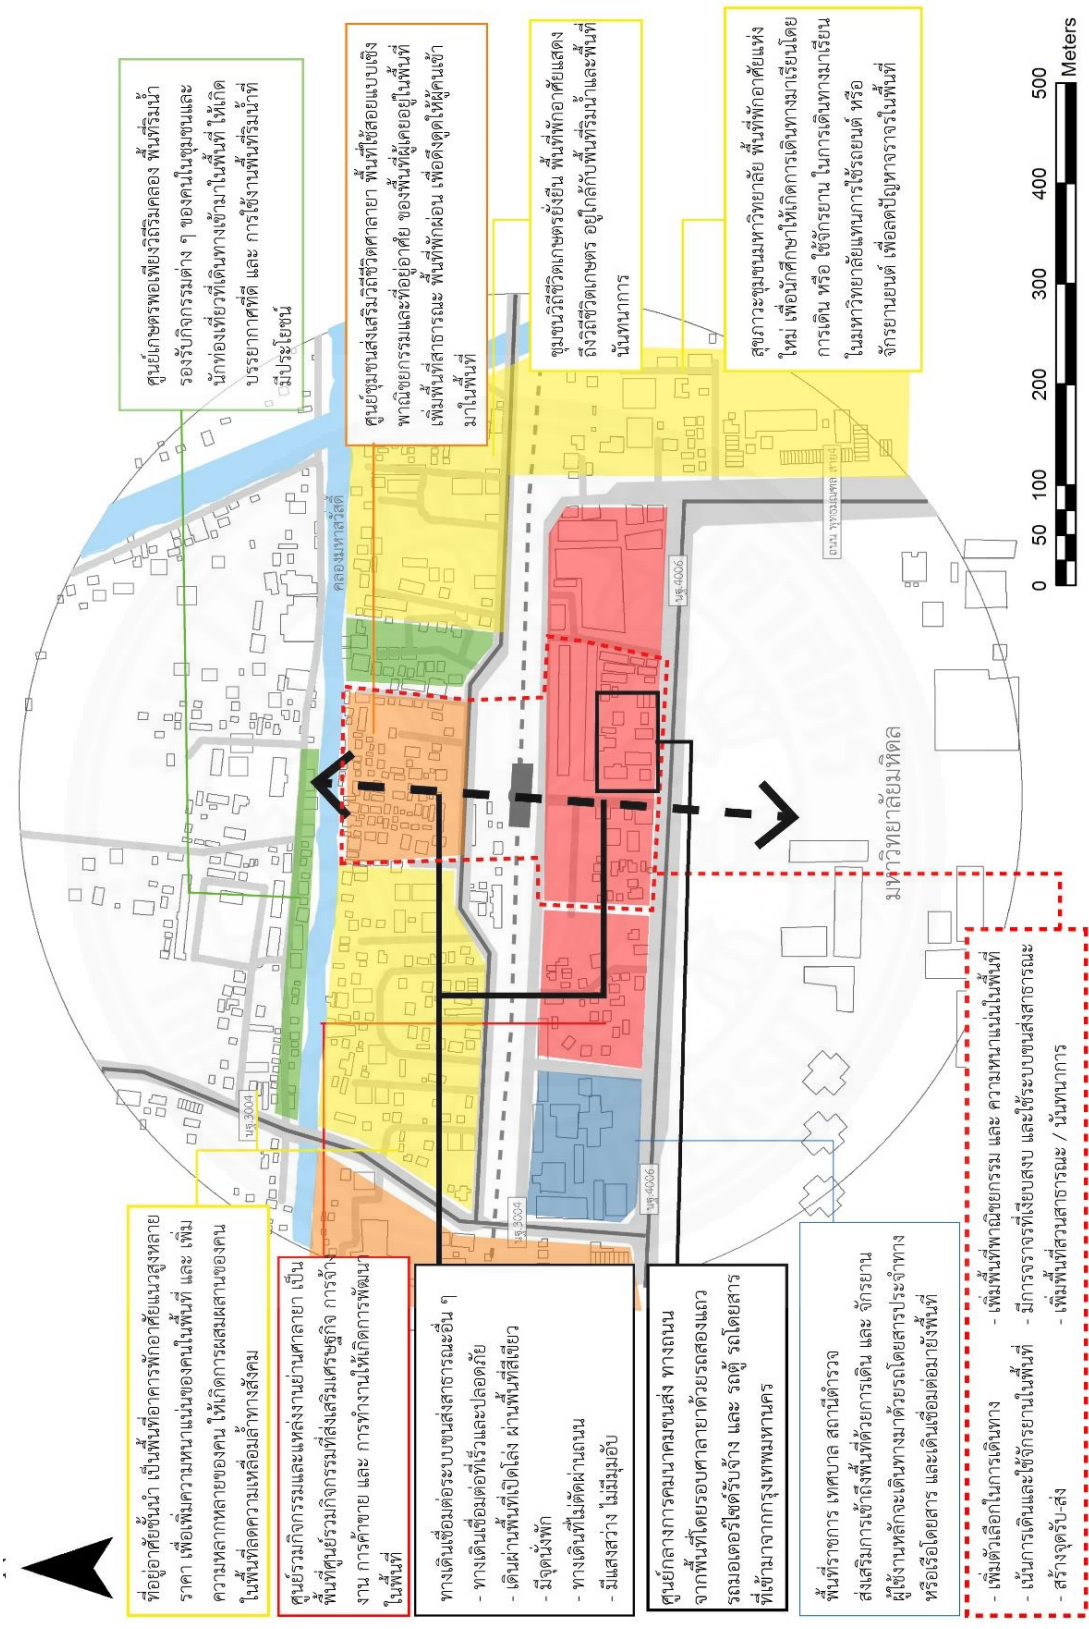 ศูนย์เกษตรพอเพียงวิถีริมคลอง พื้นที่ริมน้ำ
รองรับกิจกรรมต่าง ๆ ของคนในชุมชนและ
นักท่องเที่ยวที่เดินทางเข้ามาในพื้นที่ ให้เกิด
บรรยากาศที่ดี และ การใช้งานพื้นที่ริมน้ำที่
มีประโยชน์
ศูนย์ชุมชนส่งเสริมวิถีชีวิตศาลายา พื้นที่ใช้สอยแบบเชิง
พาณิชยกรรมและที่อยู่อาศัย ของพื้นที่ผู้เคยอยู่ในพื้นที่
เพิ่มพื้นที่สาธารณะ พื้นที่พักผ่อน เพื่อดึงดูดให้ผู้คนเข้า
มาในพื้นที่
ชุมชนวิถีชีวิตเกษตรยั่งยืน พื้นที่พักอาศัยแสดง
ถึงวิถีชีวิตเกษตร อยู่ใกล้กับพื้นที่ริมน้ำและพื้นที่
นันทนาการ
สุขภาวะชุมชนมหาวิทยาลัย พื้นที่พักอาศัยแห่ง
ใหม่ เพื่อนักศึกษาให้เกิดการเดินทางมาเรียนโดย
การเดิน หรือ ใช้จักรยาน ในการเดินทางมาเรียน
ในมหาวิทยาลัยแทนการใช้รถยนต์ หรือ
จักรยานยนต์ เพื่อลดปัญหาจราจรในพื้นที่
คลองมหาสวัสดิ์
นฐ.3004
นฐ.3004
นฐ.4006
นฐ.4006
ถนน พุทธมณฑล สาย4
มหาวิทยาลัยมหิดล
0 50 100 200 300 400 500
Meters
ที่อยู่อาศัยชั้นนำ เป็นพื้นที่อาคารพักอาศัยแนวสูงหลาย
ราคา เพื่อเพิ่มความหนาแน่นของคนในพื้นที่ และ เพิ่ม
ความหลากหลายของคน ให้เกิดการผสมผสานของคน
ในพื้นที่ลดความเหลื่อมล้ำทางสังคม
ศูนย์รวมกิจกรรมและแหล่งงานย่านศาลายา เป็น
พื้นที่ศูนย์รวมกิจกรรมที่ส่งเสริมเศรษฐกิจ การจ้าง
งาน การค้าขาย และ การทำงานให้เกิดการพัฒนา
ในพื้นที่
ทางเดินเชื่อมต่อระบบขนส่งสาธารณะอื่น ๆ
- ทางเดินเชื่อมต่อที่เร็วและปลอดภัย
- เดินผ่านพื้นที่เปิดโล่ง ผ่านพื้นที่สีเขียว
- มีจุดนั่งพัก
- ทางเดินที่ไม่ตัดผ่านถนน
- มีแสงสว่าง ไม่มีมุมอับ
ศูนย์กลางการคมนาคมขนส่ง ทางถนน
จากพื้นที่โดยรอบศาลายาด้วยรถสองแถว
รถมอเตอร์ไซด์รับจ้าง และ รถตู้ รถโดยสาร
ที่เข้ามาจากกรุงเทพมหานคร
พื้นที่ราชการ เทศบาล สถานีตำรวจ
ส่งเสริมการเข้าถึงพื้นที่ด้วยการเดิน และ จักรยาน
ผู้ใช้งานหลักจะเดินทางมาด้วยรถโดยสารประจำทาง
หรือเรือโดยสาร และเดินเชื่อมต่อมายังพื้นที่
- เพิ่มตัวเลือกในการเดินทาง
- เน้นการเดินและใช้จักรยานในพื้นที่
- สร้างจุดรับ-ส่ง
- เพิ่มพื้นที่พาณิชยกรรม และ ความหนาแน่นในพื้นที่
- มีการจราจรที่เงียบสงบ และใช้ระบบขนส่งสาธารณะ
- เพิ่มพื้นที่สวนสาธารณะ / นันทนาการ